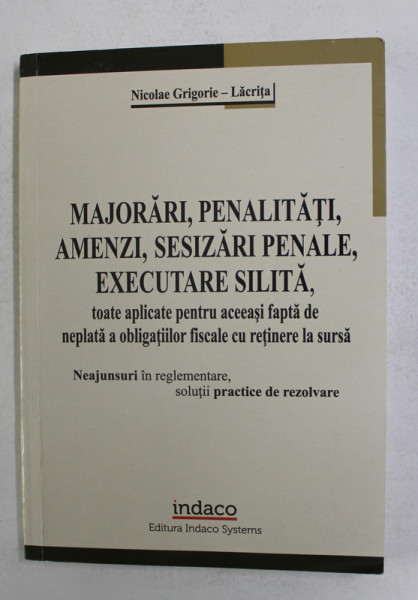 Nicolae Grigorie – Lăcrița
MAJORĂRI, PENALITĂŢI,
AMENZI, SESIZĂRI PENALE,
EXECUTARE SILITĂ,
toate aplicate pentru aceeași faptă de
neplată a obligațiilor fiscale cu reținere la sursă
Neajunsuri în reglementare,
soluții practice de rezolvare
indaco
Editura Indaco Systems